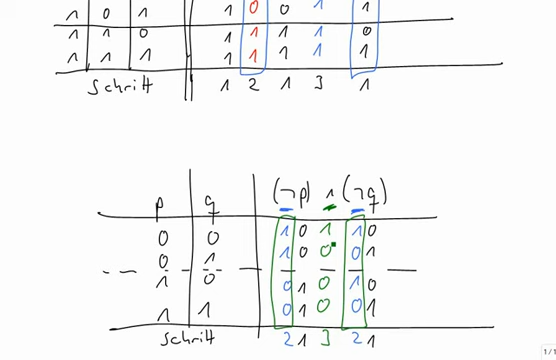 1 0 1 1 0 0 1 1
1 1 0 1 1 1 1 0
1 1 1 1 1 1 1 1
Schritt 1 2 1 3 1
p q (¬p) ∧ (¬q)
0 0 1 0 1 1 0
0 1 1 0 0 0 1
1 0 0 1 0 1 0
1 1 0 1 0 0 1
Schritt 2 1 3 2 1
1/1